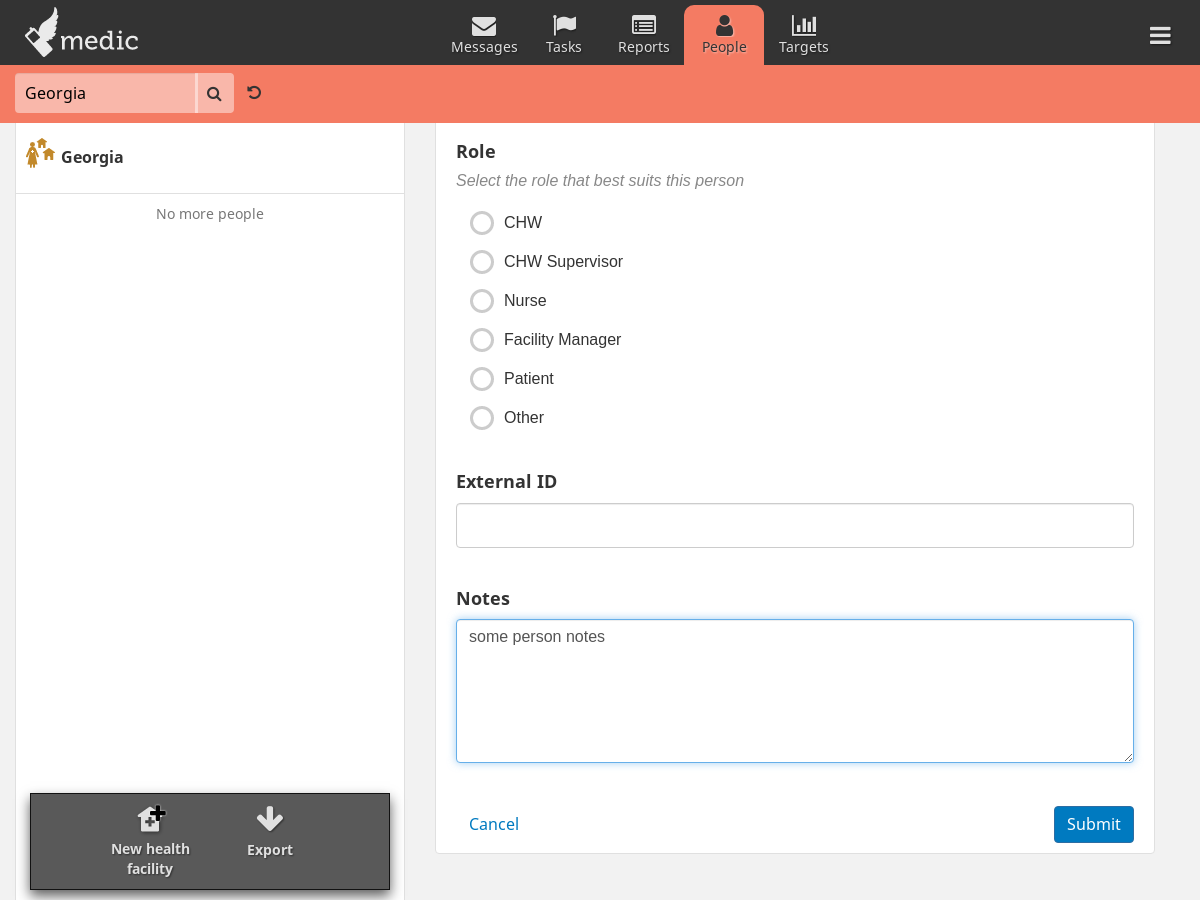 medic
Messages
Tasks
Reports
People
Targets
Georgia
Georgia
No more people
New health
facility
Export
Role
Select the role that best suits this person
CHW
CHW Supervisor
Nurse
Facility Manager
Patient
Other
External ID
Notes
some person notes
Cancel
Submit